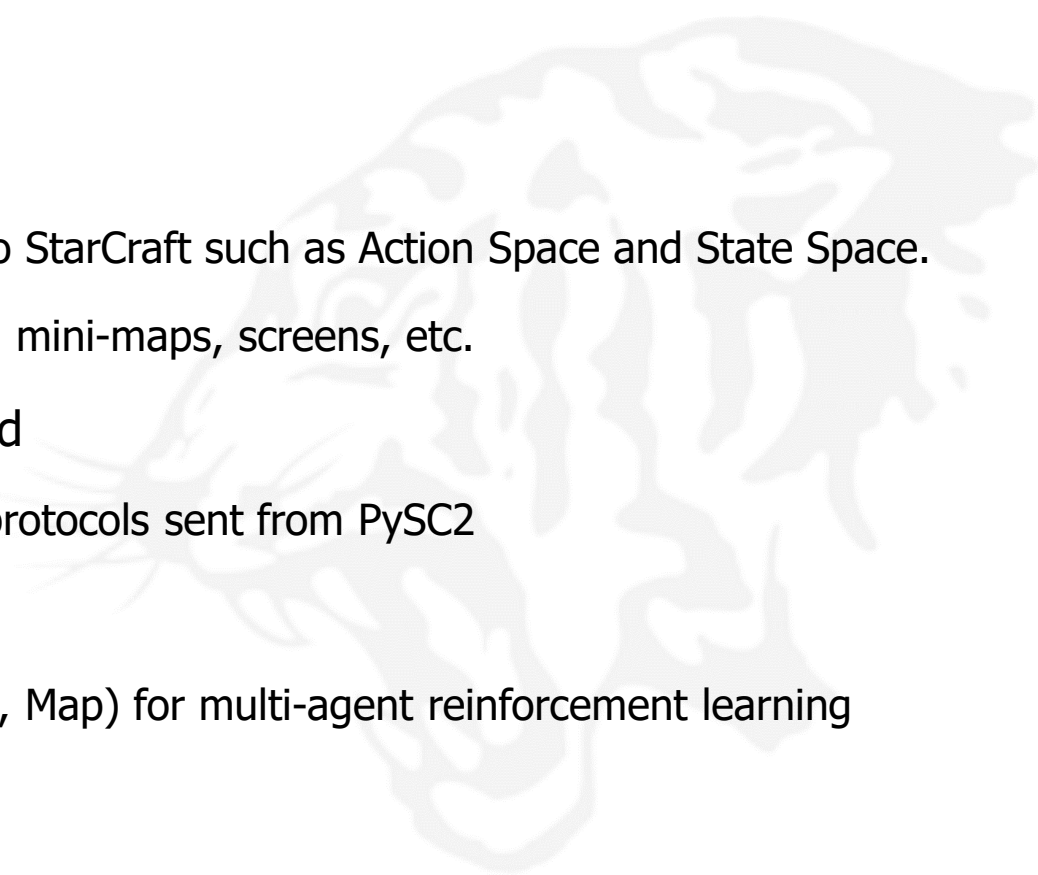 o StarCraft such as Action Space and State Space.
mini-maps, screens, etc.
d
rotocols sent from PySC2
, Map) for multi-agent reinforcement learning